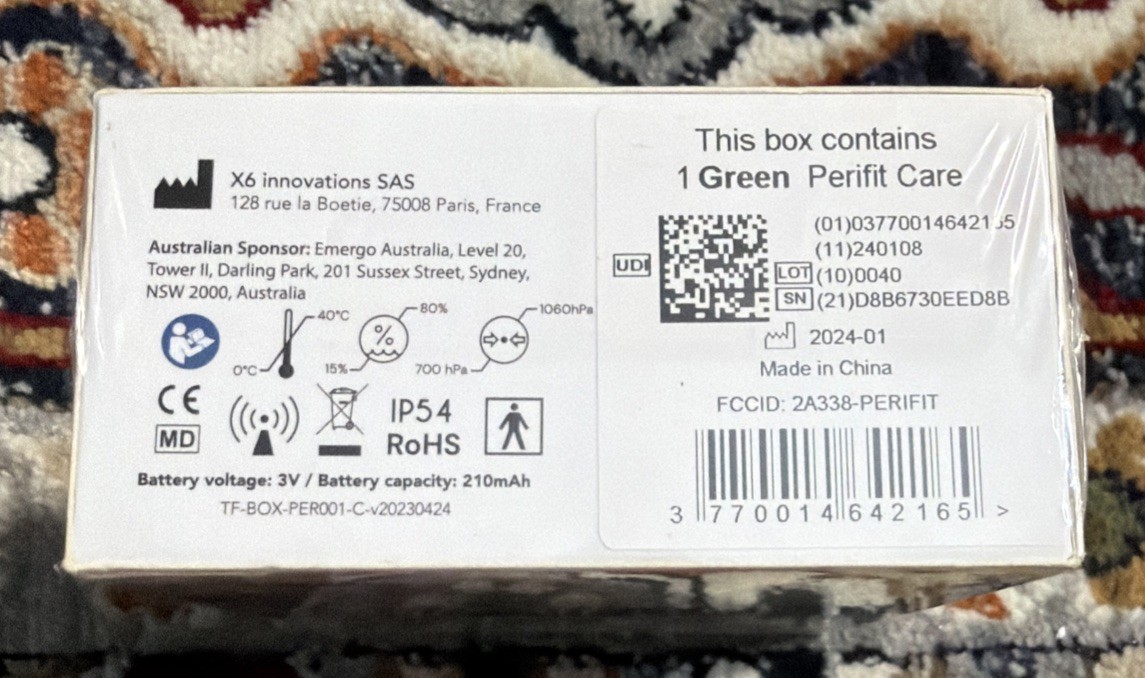 X6 innovations SAS
128 rue la Boetie, 75008 Paris, France
Australian Sponsor: Emergo Australia, Level 20,
Tower II, Darling Park, 201 Sussex Street, Sydney,
NSW 2000, Australia
40°C
0°C
80%
%
15%
1060hPa
700 hPa
CE
MD
IP54
RoHS
Battery voltage: 3V / Battery capacity: 210mAh
TF-BOX-PER001-C-v20230424
This box contains
1 Green Perifit Care
UDI
(01)03770014642165
(11)240108
LOT (10)0040
SN (21)D8B6730EED8B
2024-01
Made in China
FCCID: 2A338-PERIFIT
3 770014 642165 >